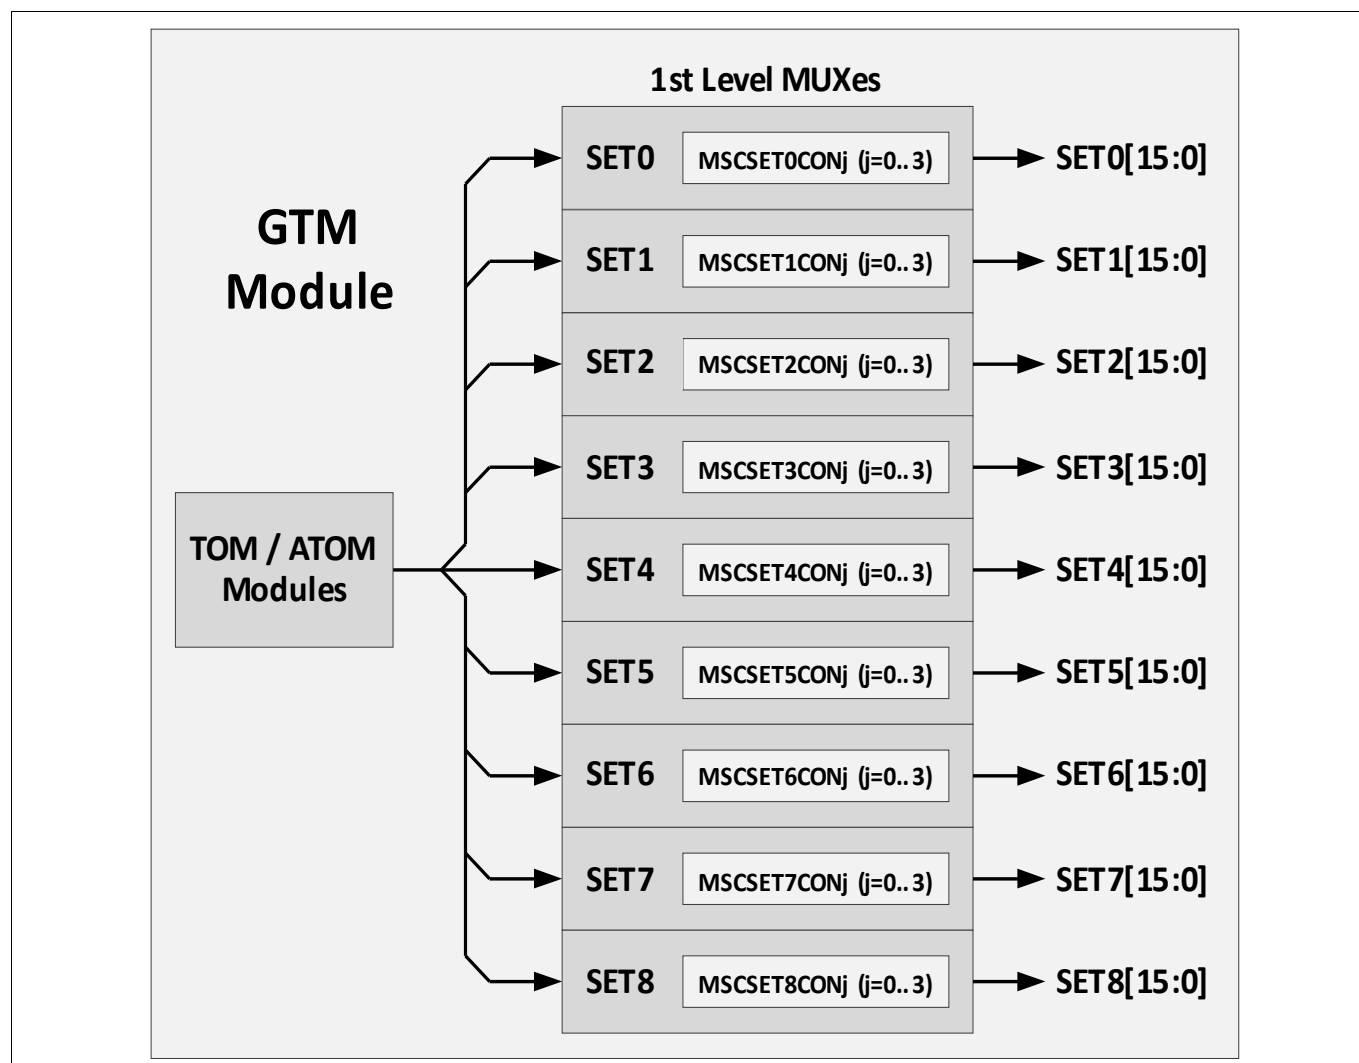 1st Level MUXes
GTM
Module
TOM / ATOM
Modules
SET0 MSCSET0CONj (j=0..3) SET0[15:0]
SET1 MSCSET1CONj (j=0..3) SET1[15:0]
SET2 MSCSET2CONj (j=0..3) SET2[15:0]
SET3 MSCSET3CONj (j=0..3) SET3[15:0]
SET4 MSCSET4CONj (j=0..3) SET4[15:0]
SET5 MSCSET5CONj (j=0..3) SET5[15:0]
SET6 MSCSET6CONj (j=0..3) SET6[15:0]
SET7 MSCSET7CONj (j=0..3) SET7[15:0]
SET8 MSCSET8CONj (j=0..3) SET8[15:0]